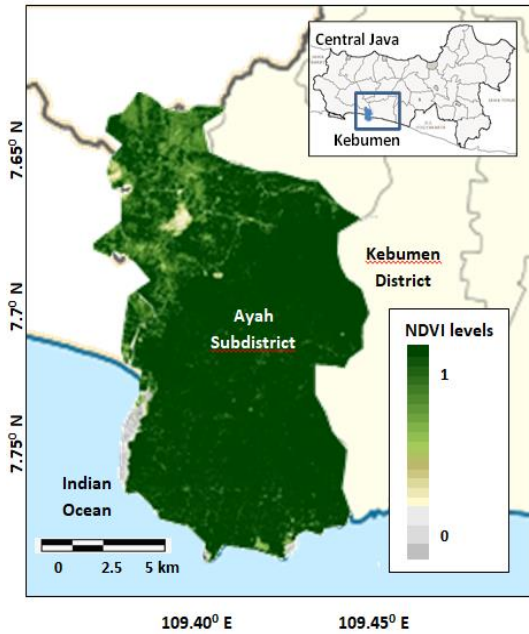 Central Java
Kebumen
7.65⁰ N
Kebumen
District
Ayah
Subdistrict
7.7⁰ N
NDVI levels
1
0
7.75⁰ N
Indian
Ocean
0 2.5 5 km
109.40⁰ E 109.45⁰ E